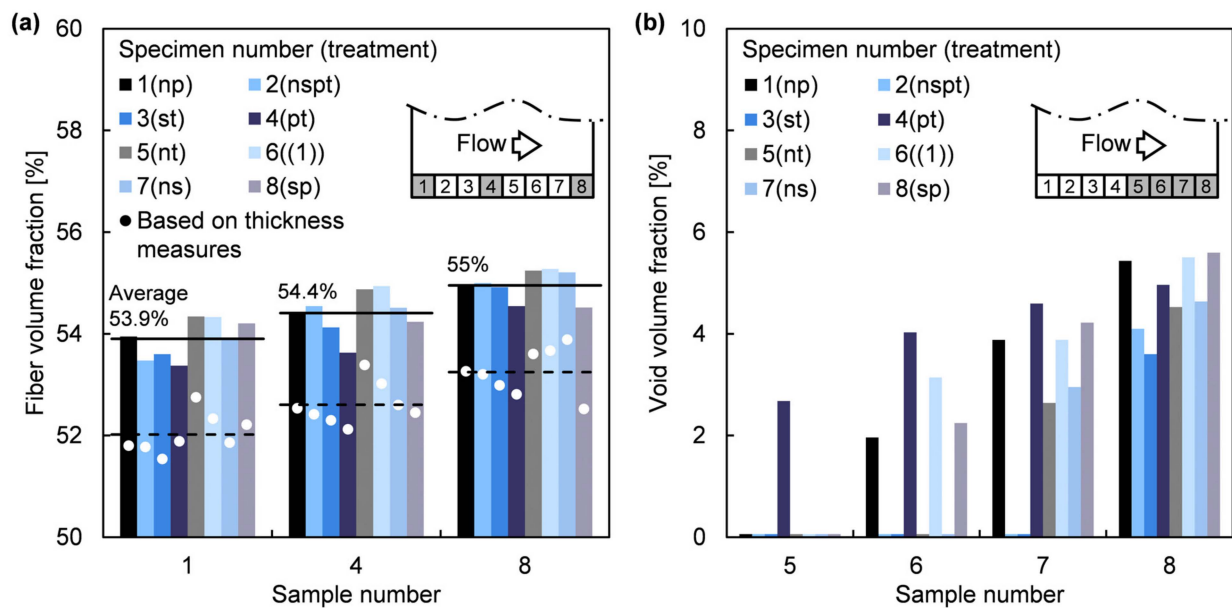 (a)
60
58
56
54
52
50
Fiber volume fraction [%]
Specimen number (treatment)
1(np) 2(nspt)
3(st) 4(pt)
5(nt) 6((1))
7(ns) 8(sp)
Based on thickness
measures
Flow
1 2 3 4 5 6 7 8
Average
53.9%
54.4%
55%
1 4 8
Sample number
(b)
10
8
6
4
2
0
Void volume fraction [%]
Specimen number (treatment)
1(np) 2(nspt)
3(st) 4(pt)
5(nt) 6((1))
7(ns) 8(sp)
Flow
1 2 3 4 5 6 7 8
5 6 7 8
Sample number